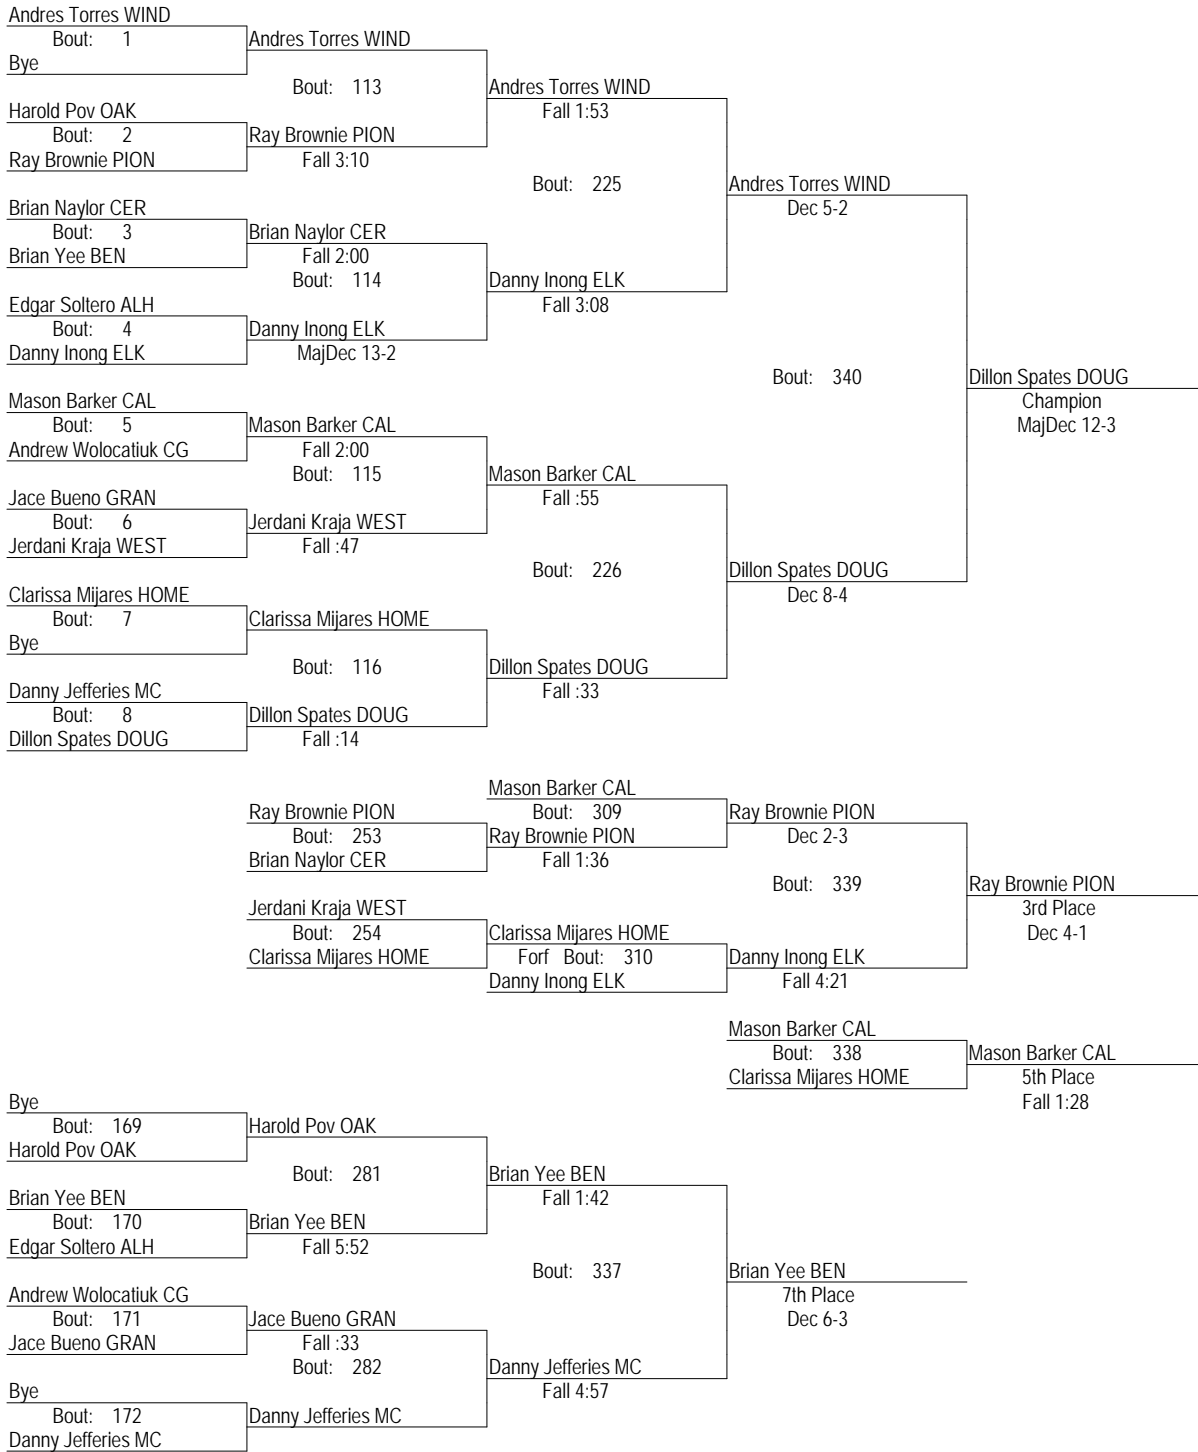 Andres Torres WIND
Bout: 1
Andres Torres WIND
Bye
Bout: 113
Andres Torres WIND
Harold Pov OAK
Fall 1:53
Bout: 2
Ray Brownie PION
Ray Brownie PION
Fall 3:10
Bout: 225
Andres Torres WIND
Brian Naylor CER
Dec 5-2
Bout: 3
Brian Naylor CER
Brian Yee BEN
Fall 2:00
Bout: 114
Danny Inong ELK
Edgar Soltero ALH
Fall 3:08
Bout: 4
Danny Inong ELK
Danny Inong ELK
MajDec 13-2
Bout: 340
Dillon Spates DOUG
Mason Barker CAL
Champion
Bout: 5
Mason Barker CAL
MajDec 12-3
Andrew Wolocatiuk CG
Fall 2:00
Bout: 115
Mason Barker CAL
Jace Bueno GRAN
Fall :55
Bout: 6
Jerdani Kraja WEST
Jerdani Kraja WEST
Fall :47
Bout: 226
Dillon Spates DOUG
Clarissa Mijares HOME
Dec 8-4
Bout: 7
Clarissa Mijares HOME
Bye
Bout: 116
Dillon Spates DOUG
Danny Jefferies MC
Fall :33
Bout: 8
Dillon Spates DOUG
Dillon Spates DOUG
Fall :14
Mason Barker CAL
Ray Brownie PION
Bout: 309
Ray Brownie PION
Bout: 253
Ray Brownie PION
Dec 2-3
Brian Naylor CER
Fall 1:36
Bout: 339
Ray Brownie PION
Jerdani Kraja WEST
3rd Place
Bout: 254
Clarissa Mijares HOME
Dec 4-1
Clarissa Mijares HOME
Forf Bout: 310
Danny Inong ELK
Danny Inong ELK
Fall 4:21
Mason Barker CAL
Bout: 338
Mason Barker CAL
Clarissa Mijares HOME
5th Place
Fall 1:28
Bye
Bout: 169
Harold Pov OAK
Harold Pov OAK
Bout: 281
Brian Yee BEN
Brian Yee BEN
Fall 1:42
Bout: 170
Brian Yee BEN
Edgar Soltero ALH
Fall 5:52
Bout: 337
Brian Yee BEN
Andrew Wolocatiuk CG
7th Place
Bout: 171
Jace Bueno GRAN
Dec 6-3
Jace Bueno GRAN
Fall :33
Bout: 282
Danny Jefferies MC
Bye
Fall 4:57
Bout: 172
Danny Jefferies MC
Danny Jefferies MC